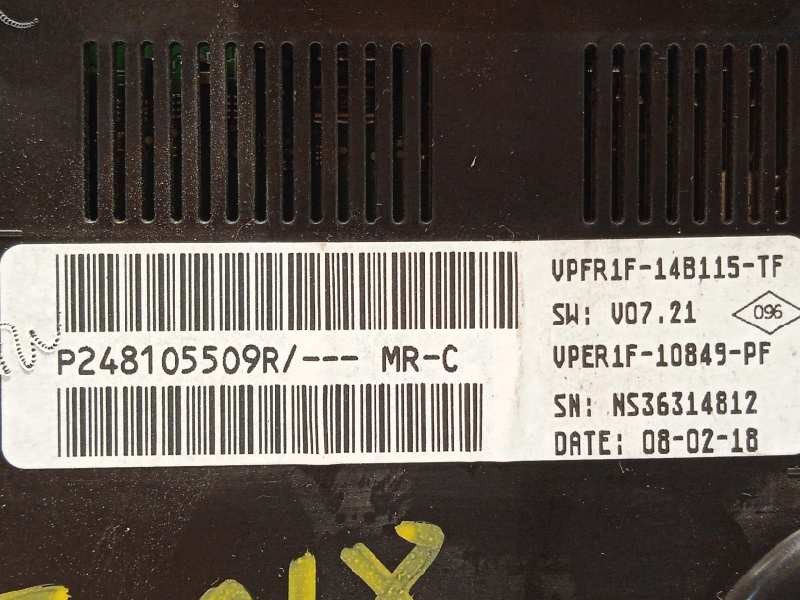 VPFR1F-14B115-TF
SW: V07.21
096
P248105509R/--- MR-C
VPER1F-10849-PF
SN: NS36314812
DATE: 08-02-18